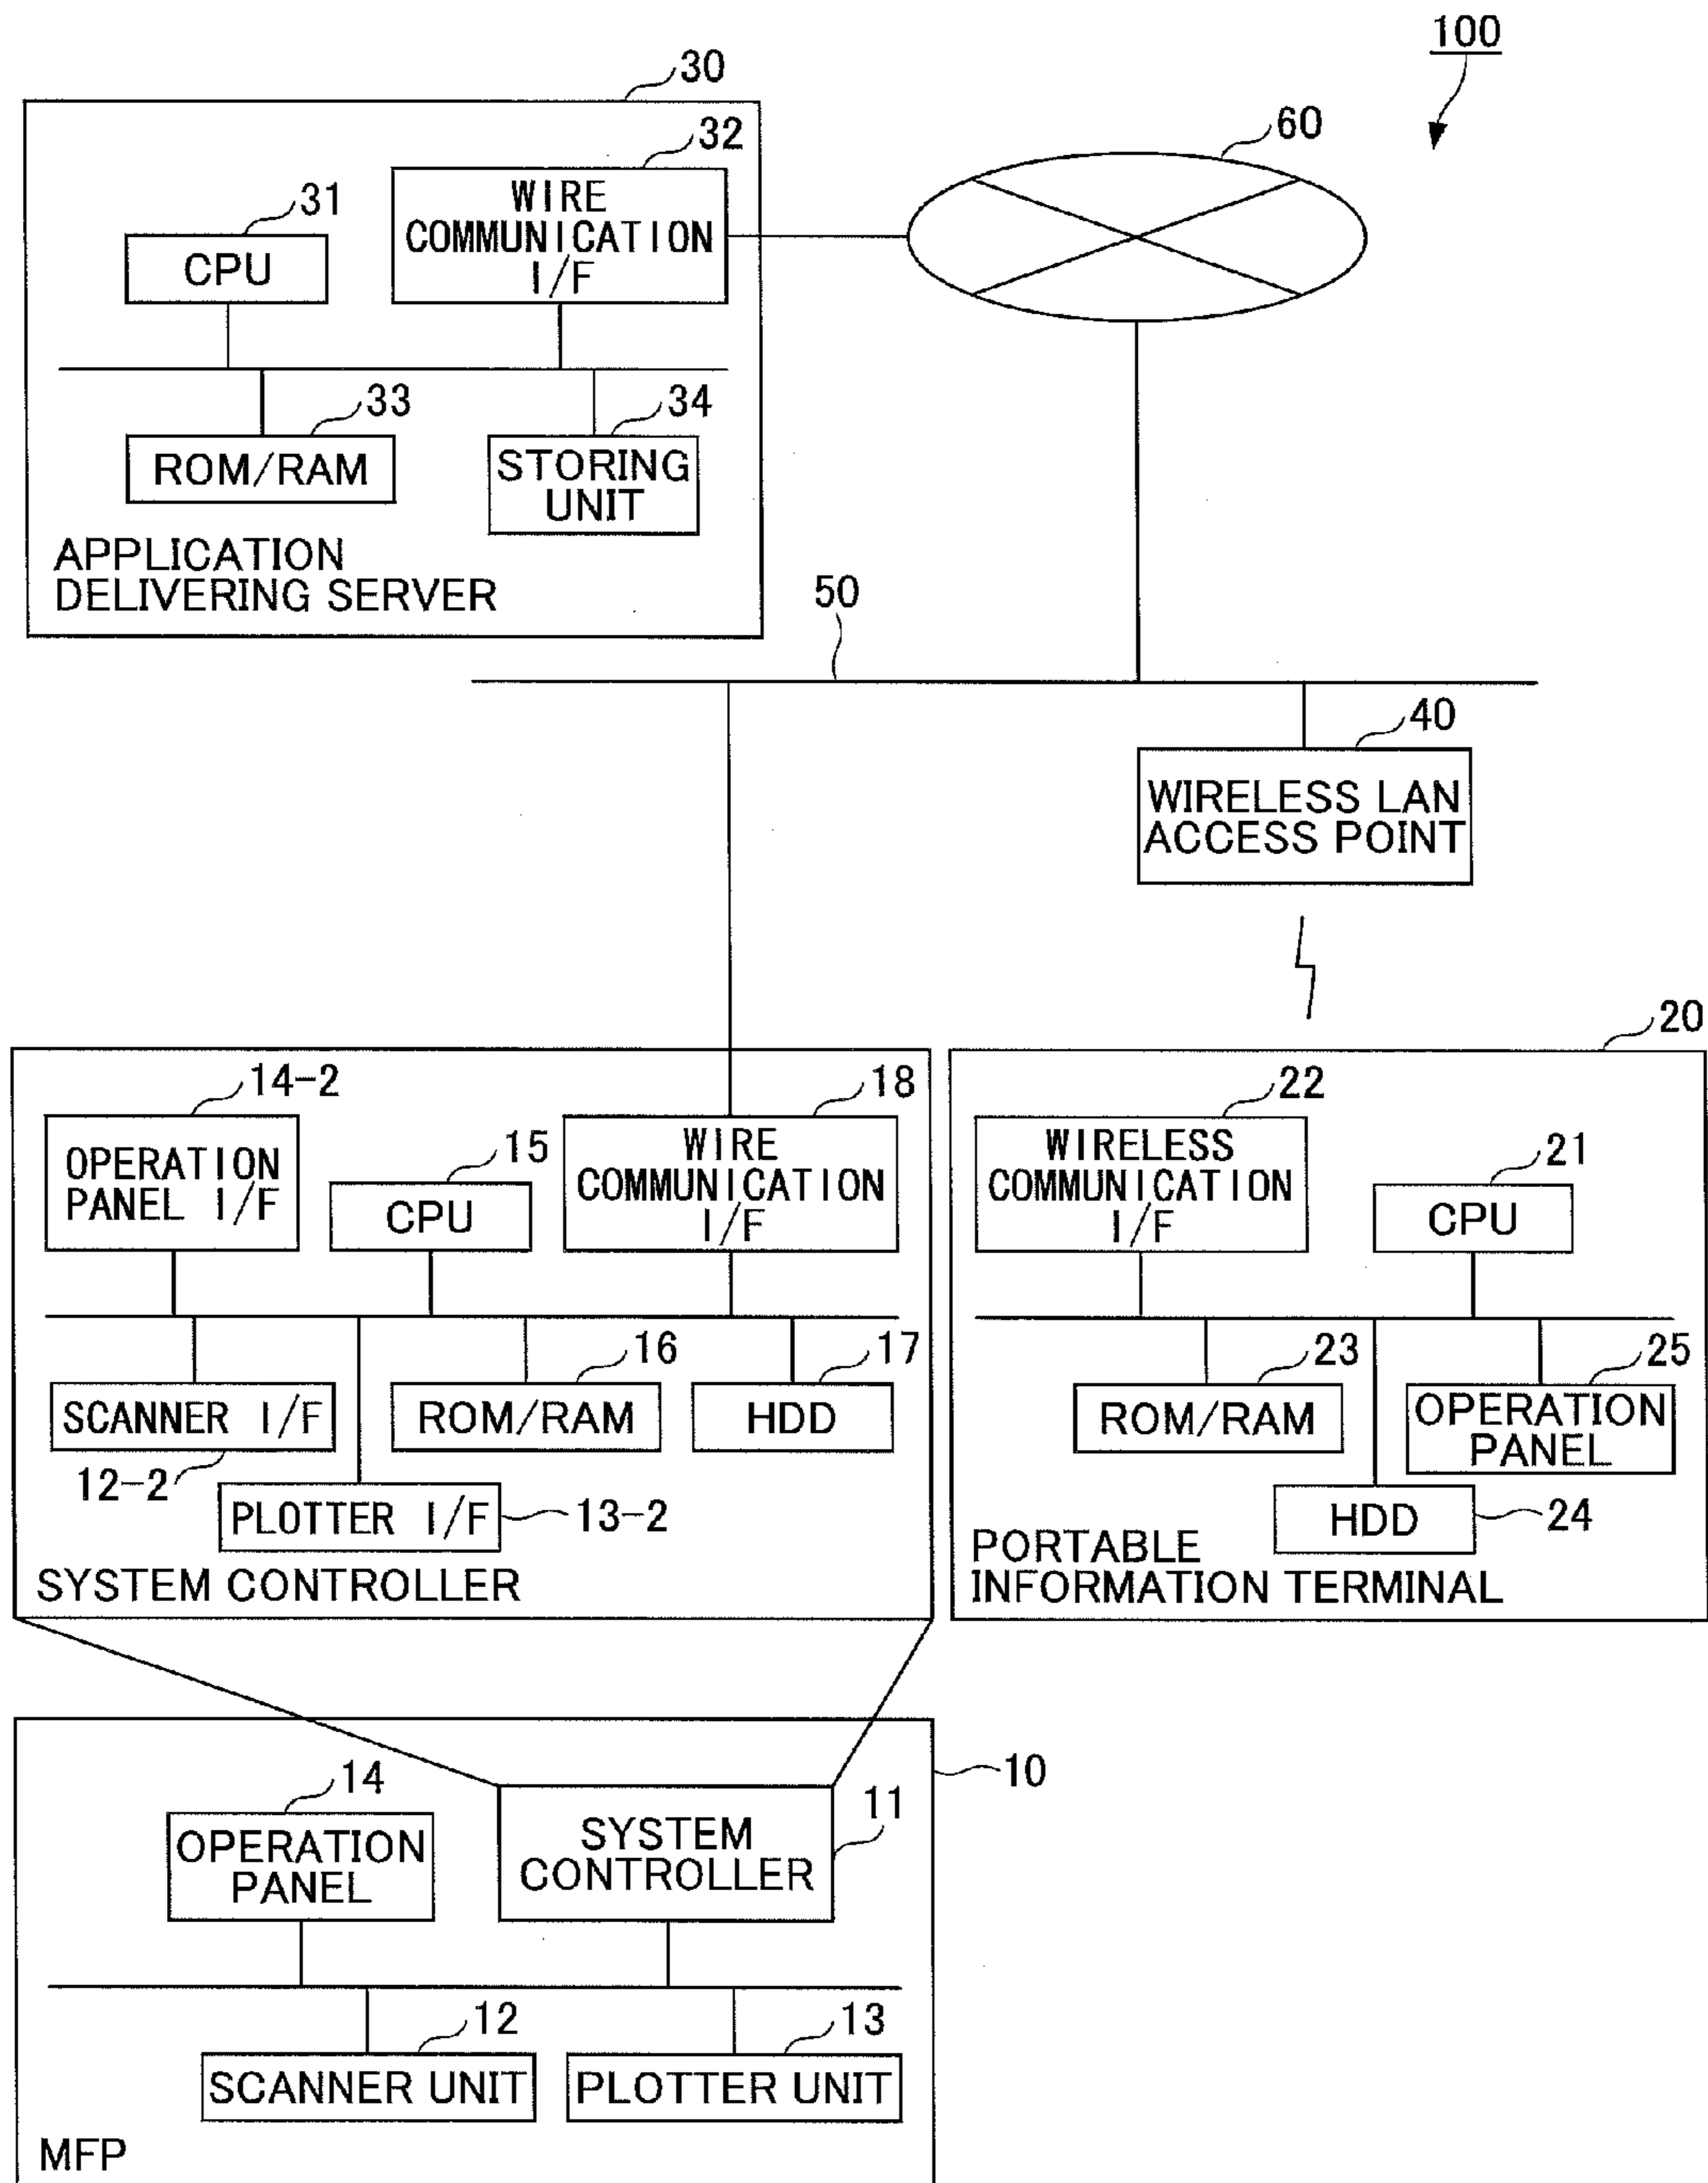 100
30
32
60
31
WIRE
COMMUNICATION
I/F
CPU
33
34
ROM/RAM
STORING
UNIT
APPLICATION
DELIVERING SERVER
50
40
WIRELESS LAN
ACCESS POINT
20
14-2
18
15
OPERATION
PANEL I/F
CPU
WIRE
COMMUNICATION
I/F
22
21
WIRELESS
COMMUNICATION
I/F
CPU
16
17
SCANNER I/F
ROM/RAM
HDD
12-2
PLOTTER I/F
13-2
SYSTEM CONTROLLER
23
25
ROM/RAM
OPERATION
PANEL
HDD
24
PORTABLE
INFORMATION TERMINAL
10
14
11
OPERATION
PANEL
SYSTEM
CONTROLLER
12
13
SCANNER UNIT
PLOTTER UNIT
MFP